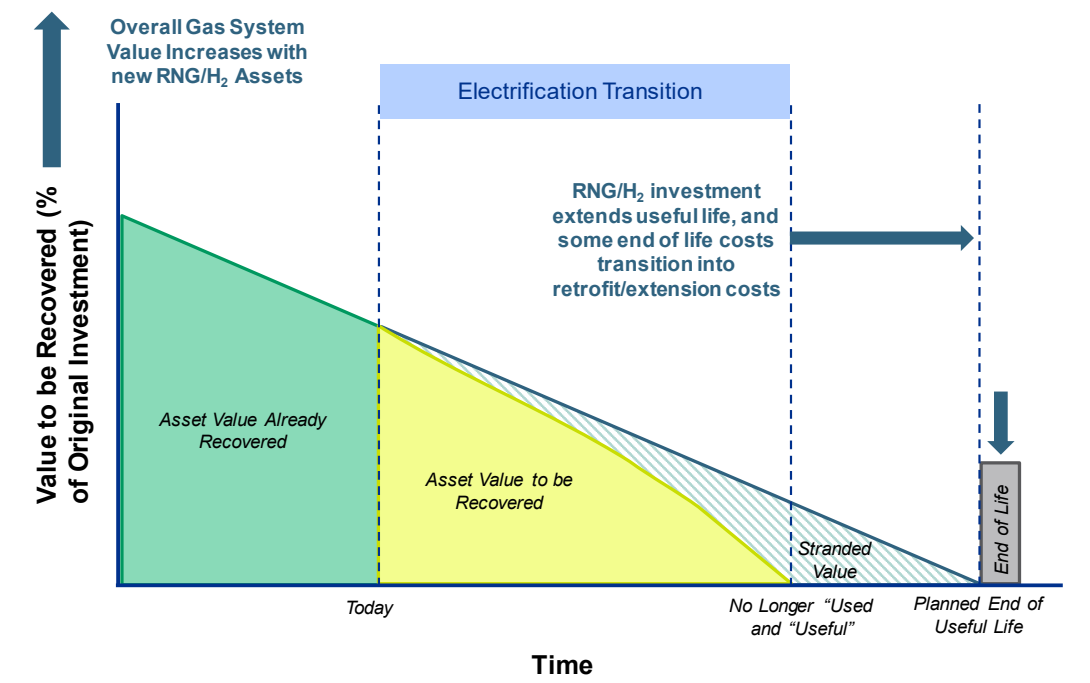 Overall Gas System
Value Increases with
new RNG/H₂ Assets
Electrification Transition
RNG/H₂ investment
extends useful life, and
some end of life costs
transition into
retrofit/extension costs
Value to be Recovered (%
of Original Investment)
Asset Value Already
Recovered
Asset Value to be
Recovered
Stranded
Value
End of Life
Today
No Longer “Used
and “Useful”
Planned End of
Useful Life
Time